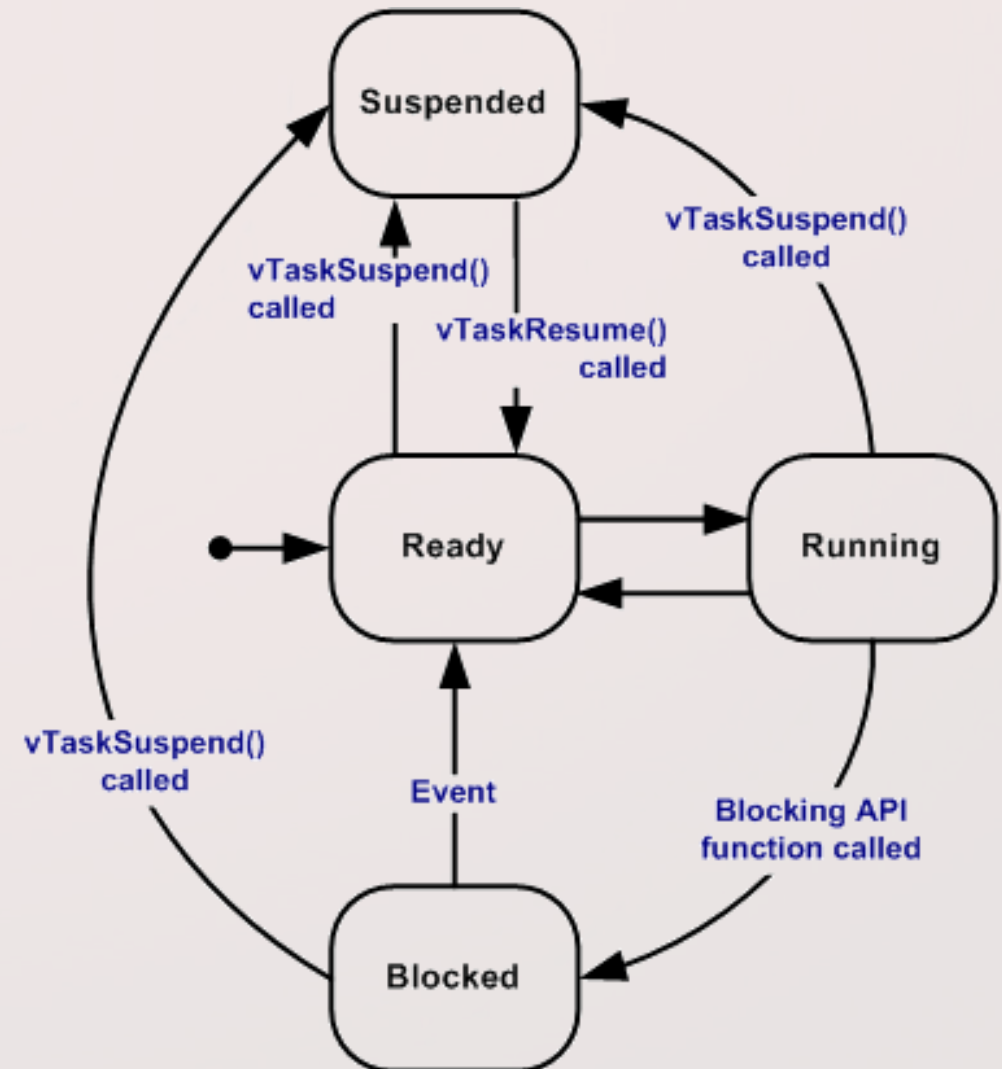 Suspended
vTaskSuspend()
called
vTaskSuspend()
called
vTaskResume()
called
Ready
Running
vTaskSuspend()
called
Event
Blocking API
function called
Blocked